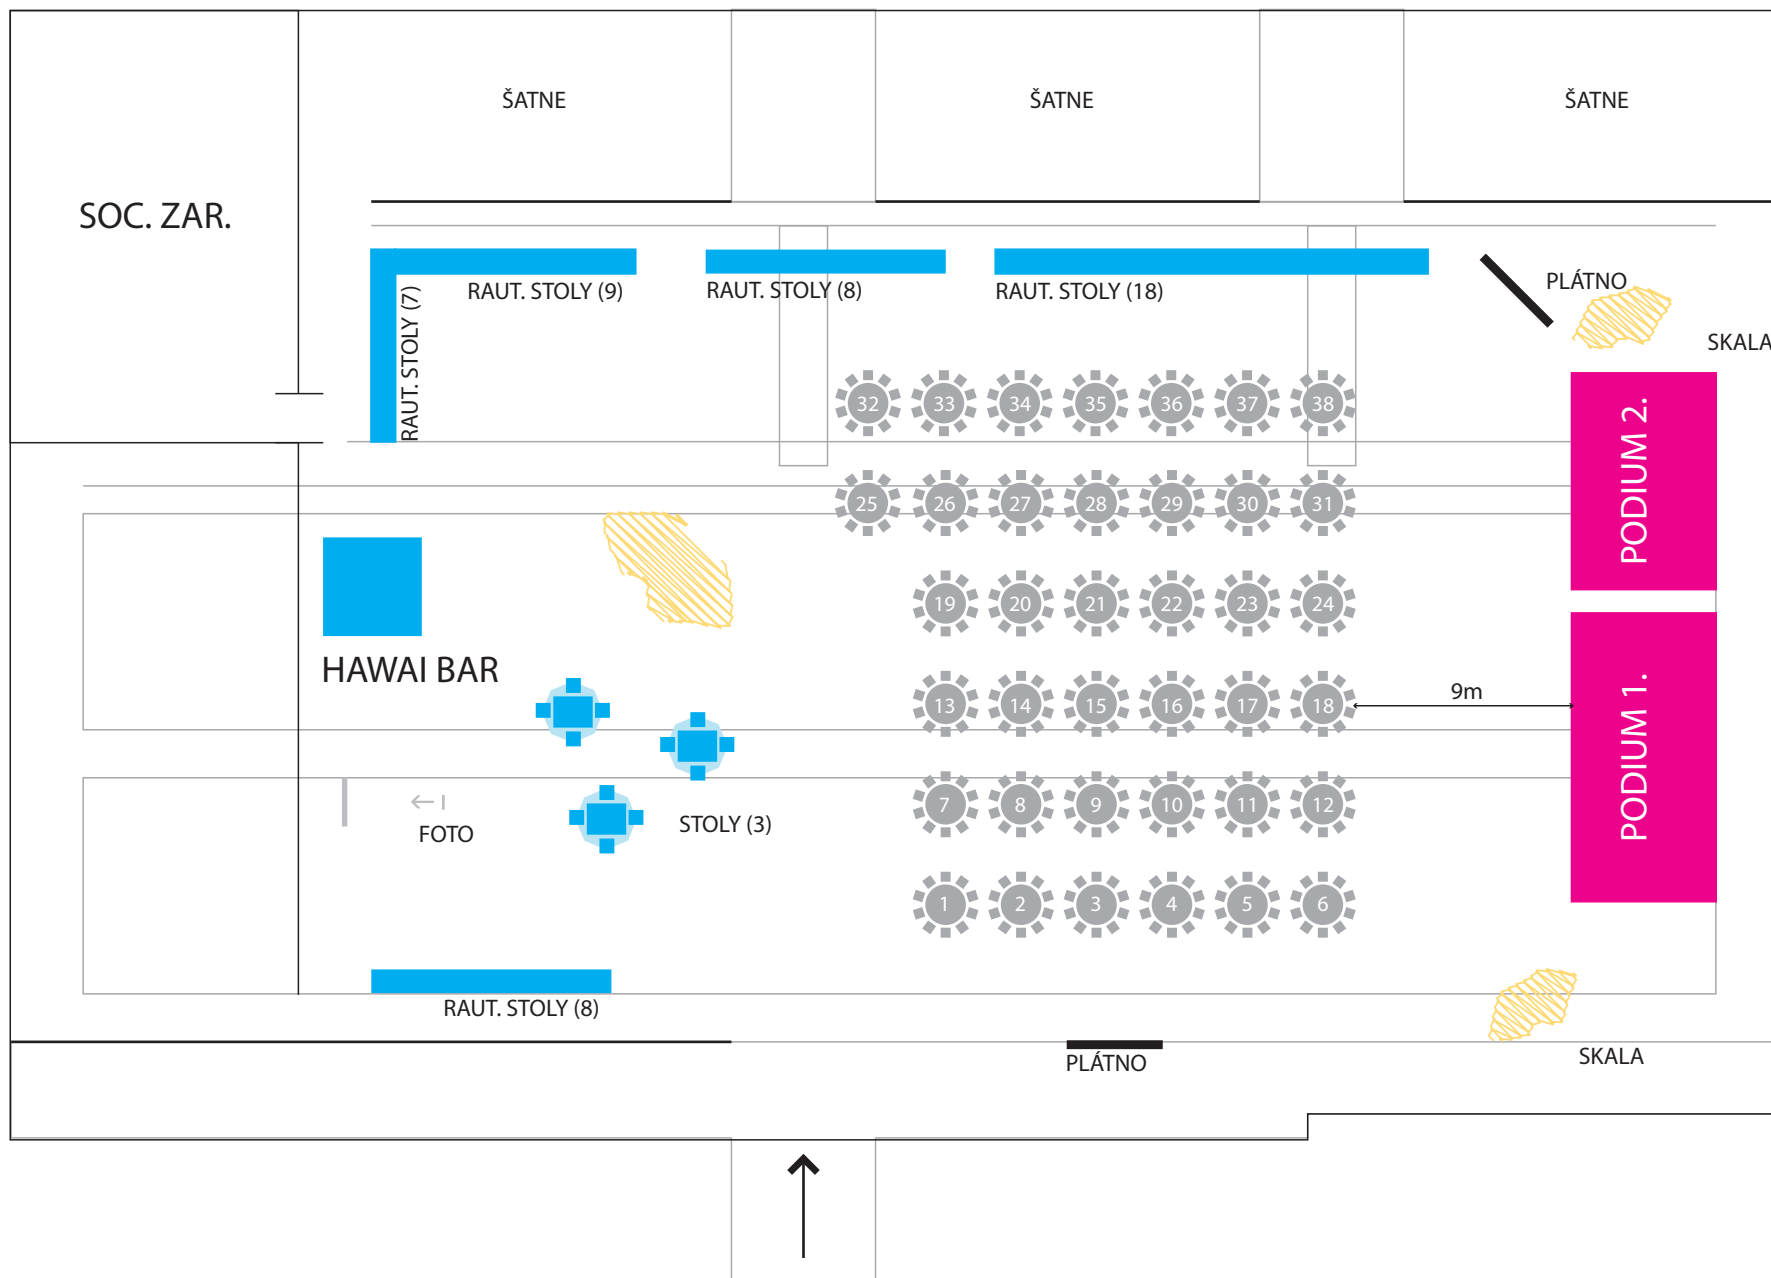 ŠATNE
ŠATNE
ŠATNE
SOC. ZAR.
RAUT. STOLY (9)
RAUT. STOLY (8)
RAUT. STOLY (18)
PLÁTNO
SKALA
RAUT. STOLY (7)
32 33 34 35 36 37 38
PODIUM 2.
25 26 27 28 29 30 31
19 20 21 22 23 24
HAWAI BAR
13 14 15 16 17 18
9m
PODIUM 1.
7 8 9 10 11 12
FOTO
STOLY (3)
1 2 3 4 5 6
RAUT. STOLY (8)
PLÁTNO
SKALA